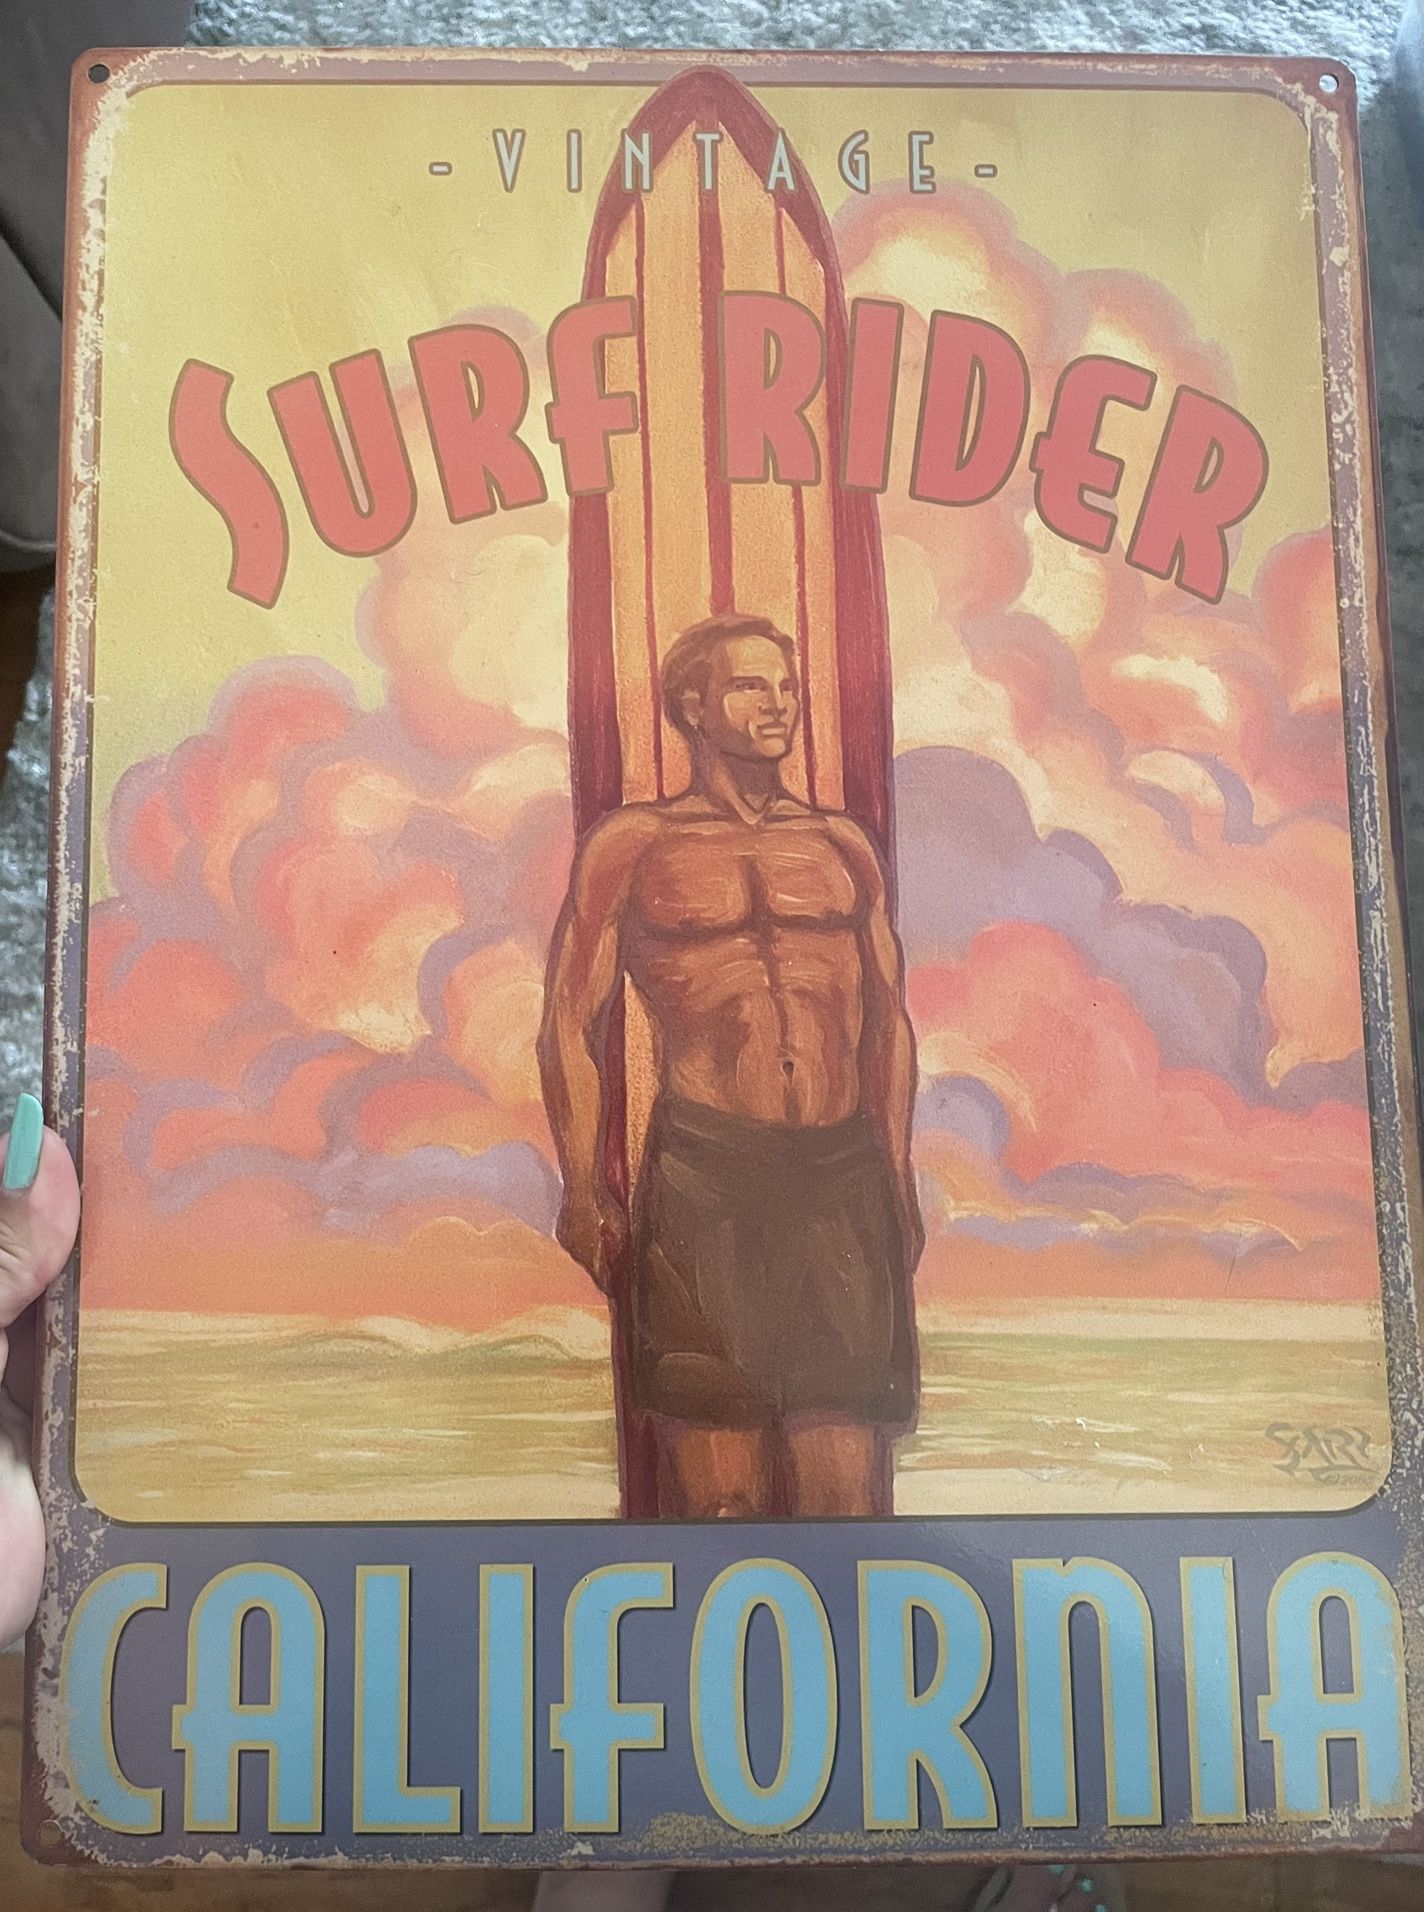 - VINTAGE -
SURF RIDER
CALIFORNIA